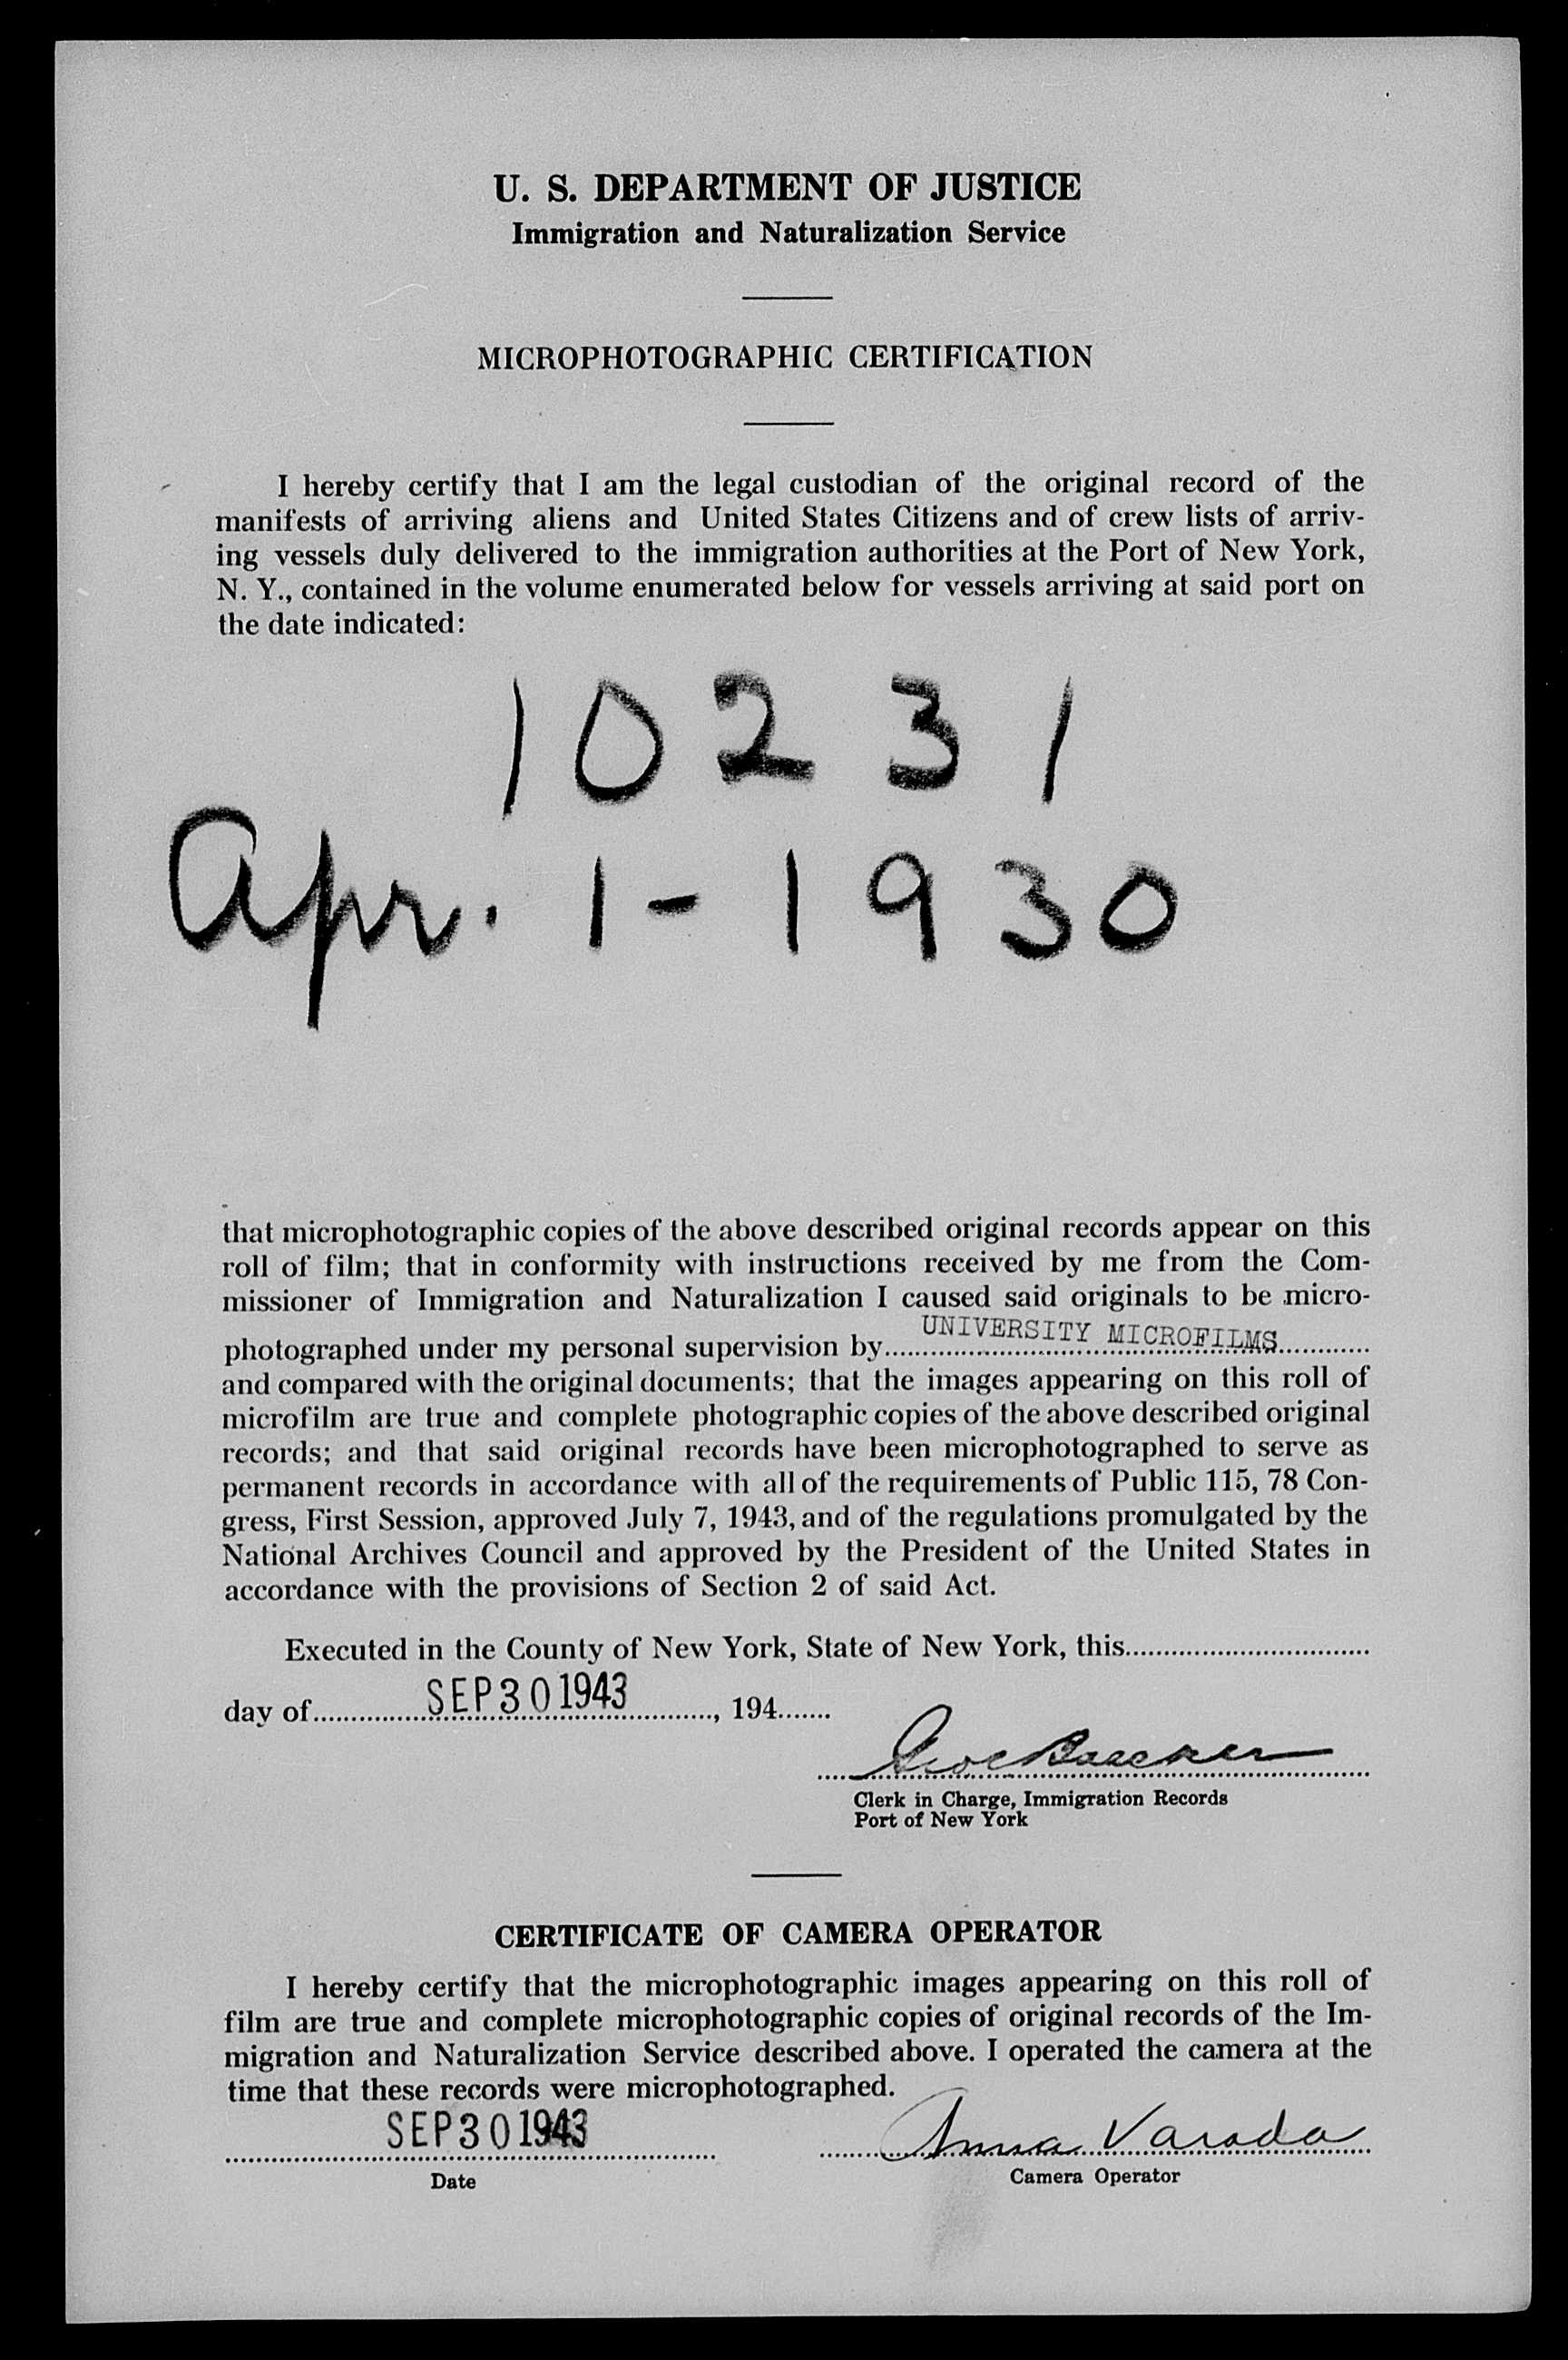 U. S. DEPARTMENT OF JUSTICE
Immigration and Naturalization Service
MICROPHOTOGRAPHIC CERTIFICATION
I hereby certify that I am the legal custodian of the original record of the
manifests of arriving aliens and United States Citizens and of crew lists of arriv-
ing vessels duly delivered to the immigration authorities at the Port of New York,
N. Y., contained in the volume enumerated below for vessels arriving at said port on
the date indicated:
10231
Apr. 1-1930
that microphotographic copies of the above described original records appear on this
roll of film; that in conformity with instructions received by me from the Com-
missioner of Immigration and Naturalization I caused said originals to be micro-
photographed under my personal supervision by UNIVERSITY MICROFILMS
and compared with the original documents; that the images appearing on this roll of
microfilm are true and complete photographic copies of the above described original
records; and that said original records have been microphotographed to serve as
permanent records in accordance with all of the requirements of Public 115, 78 Con-
gress, First Session, approved July 7, 1943, and of the regulations promulgated by the
National Archives Council and approved by the President of the United States in
accordance with the provisions of Section 2 of said Act.
Executed in the County of New York, State of New York, this
day of SEP 30 1943, 194
Clerk in Charge, Immigration Records
Port of New York
CERTIFICATE OF CAMERA OPERATOR
I hereby certify that the microphotographic images appearing on this roll of
film are true and complete microphotographic copies of original records of the Im-
migration and Naturalization Service described above. I operated the camera at the
time that these records were microphotographed.
SEP 30 1943 Anna Varada
Date Camera Operator